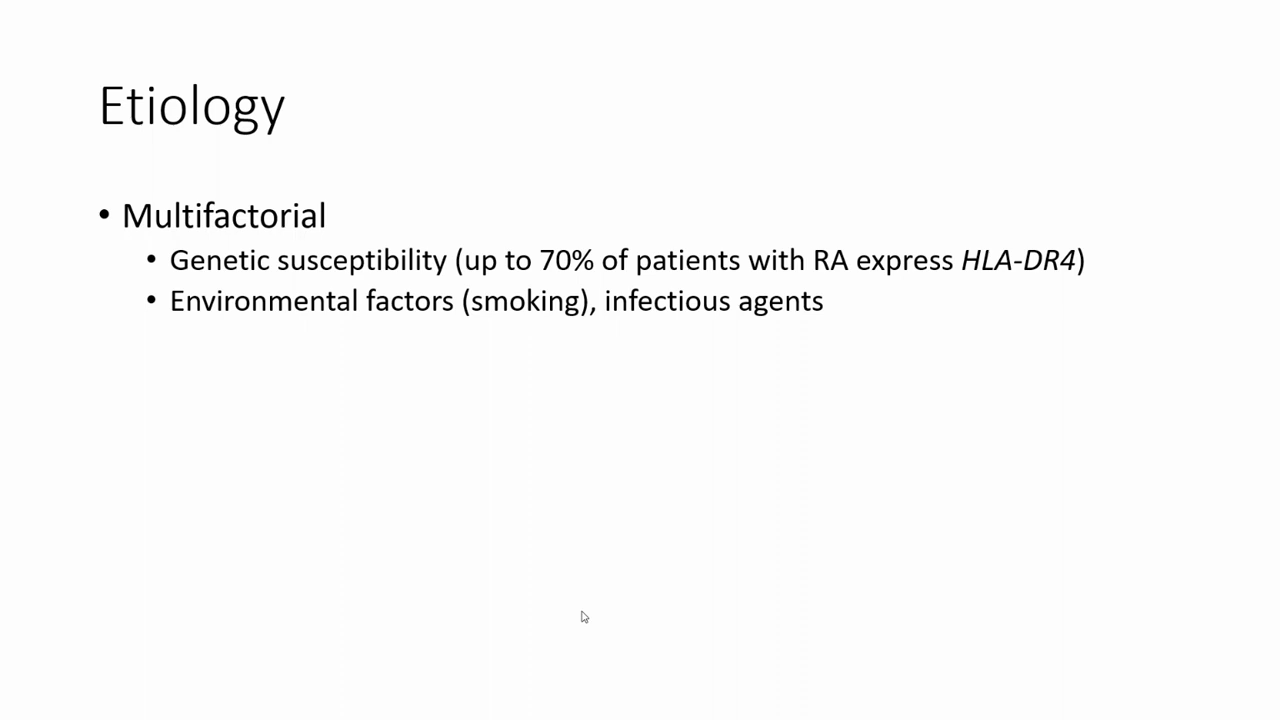 Etiology
• Multifactorial
• Genetic susceptibility (up to 70% of patients with RA express HLA-DR4)
• Environmental factors (smoking), infectious agents